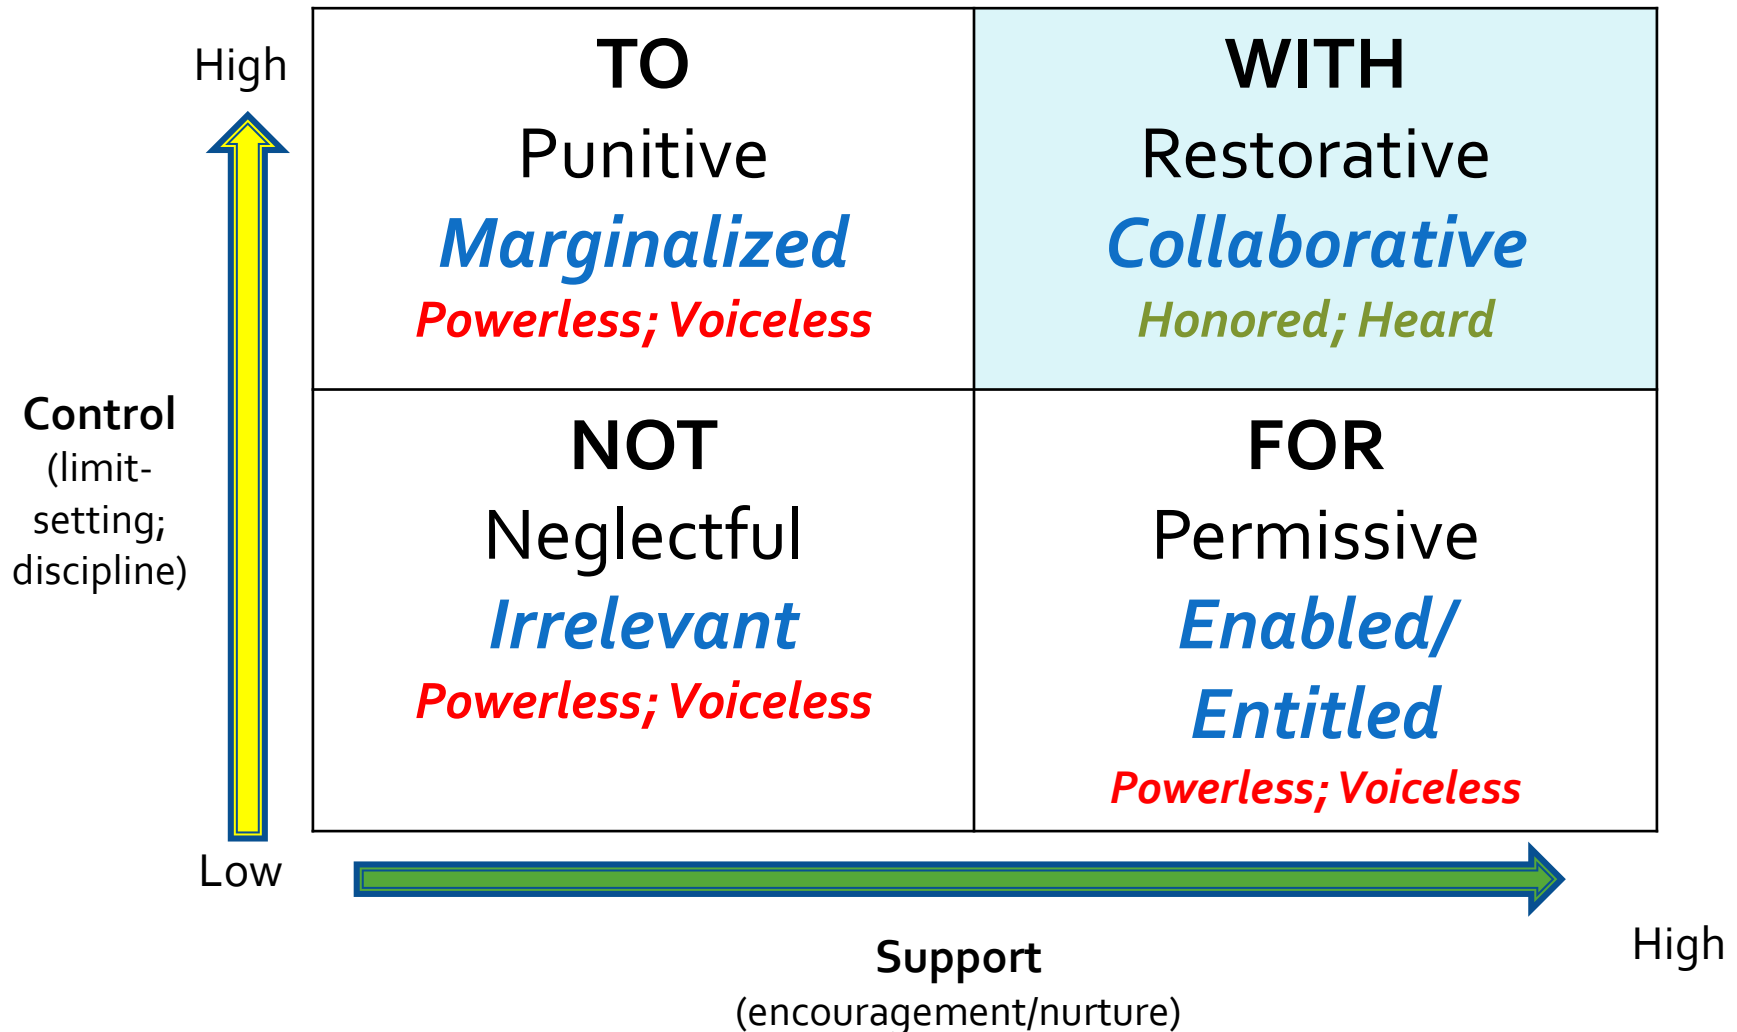 High
TO
Punitive
Marginalized
Powerless; Voiceless
WITH
Restorative
Collaborative
Honored; Heard
Control
(limit-
setting;
discipline)
NOT
Neglectful
Irrelevant
Powerless; Voiceless
FOR
Permissive
Enabled/
Entitled
Powerless; Voiceless
Low
High
Support
(encouragement/nurture)